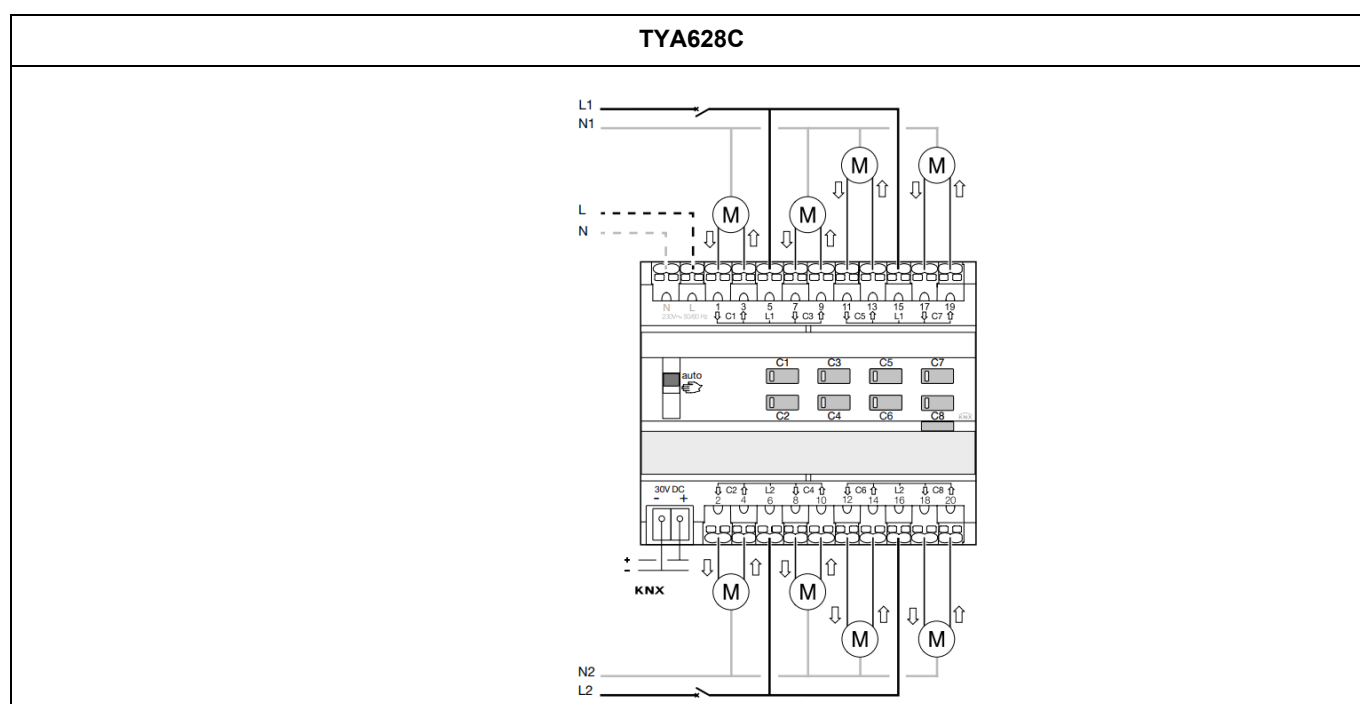 TYA628C
L1
N1
M M
L
N
M M
N L 1 3 5 7 9 11 13 15 17 19
230V~ 50/60 Hz C1 L1 C3 C5 L1 C7
auto
C1 C3 C5 C7
C2 C4 C6 C8 KNX
30V DC C2 L2 C4 C6 L2 C8
- + 2 4 6 8 10 12 14 16 18 20
+
-
KNX
M M
M M
N2
L2